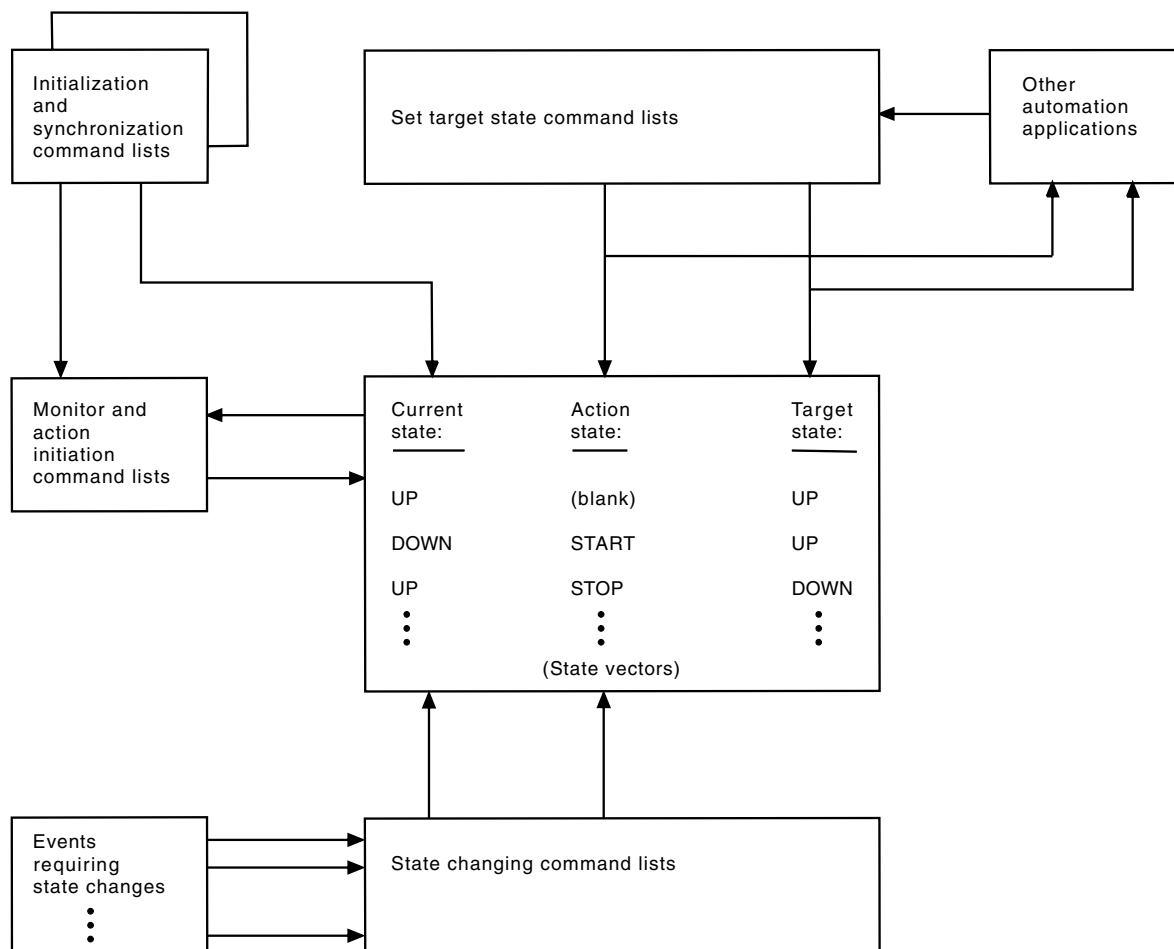 Initialization
and
synchronization
command lists
Set target state command lists
Other
automation
applications
Monitor and
action
initiation
command lists
Current
state:
Action
state:
Target
state:
UP
(blank)
UP
DOWN
START
UP
UP
STOP
DOWN
(State vectors)
Events
requiring
state changes
State changing command lists